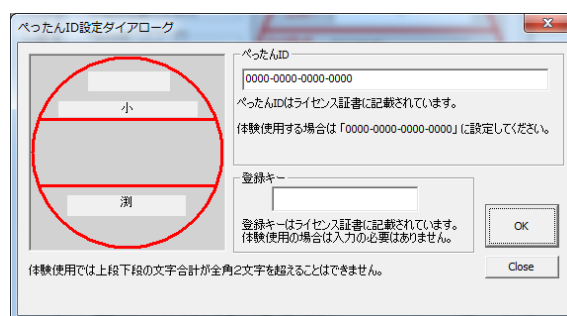 ぺったんID設定ダイアローグ
ぺったんID
0000-0000-0000-0000
ぺったんIDはライセンス証書に記載されています。
体験使用する場合は「0000-0000-0000-0000」に設定してください。
小
渕
登録キー
登録キーはライセンス証書に記載されています。
体験使用の場合は入力の必要はありません。
OK
Close
体験使用では上段下段の文字合計が全角2文字を超えることはできません。